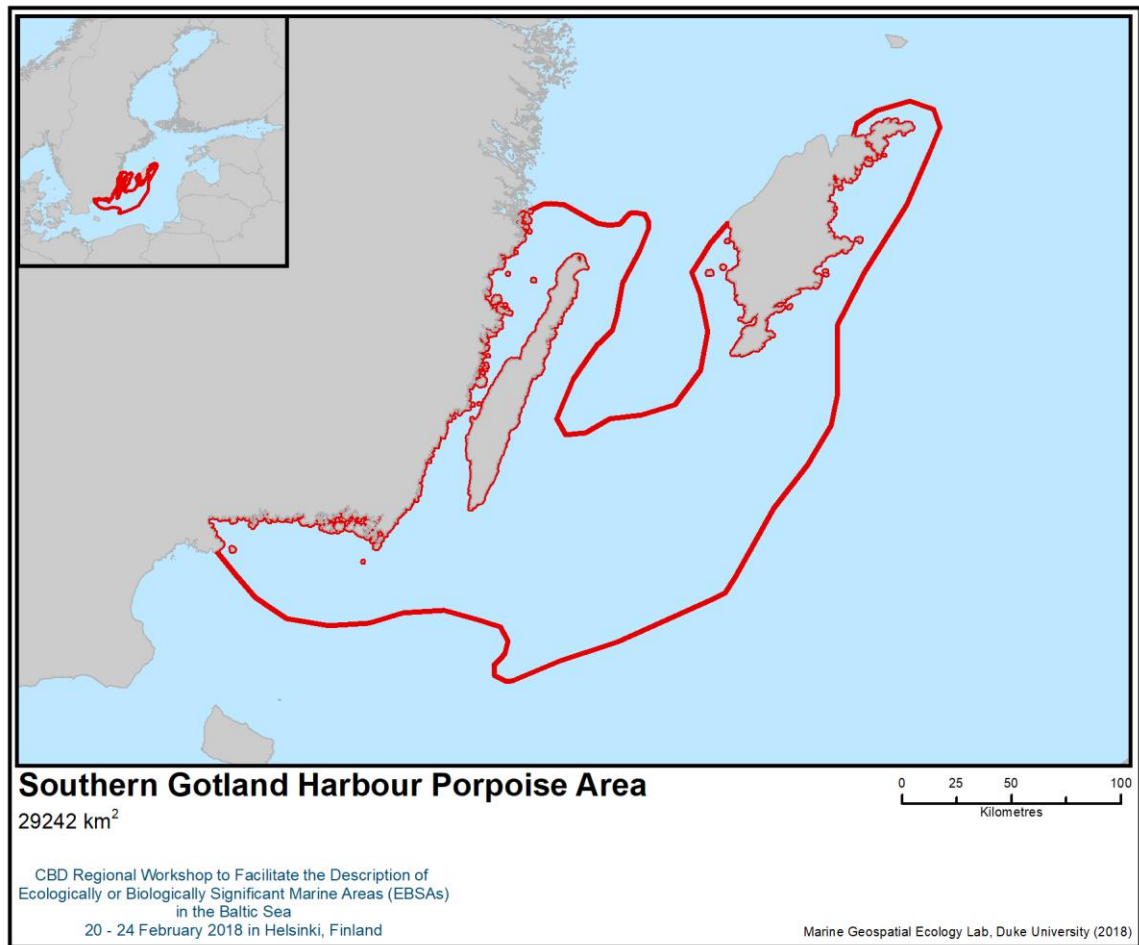 Southern Gotland Harbour Porpoise Area
29242 km²
0 25 50 100
Kilometres
CBD Regional Workshop to Facilitate the Description of
Ecologically or Biologically Significant Marine Areas (EBSAs)
in the Baltic Sea
20 - 24 February 2018 in Helsinki, Finland
Marine Geospatial Ecology Lab, Duke University (2018)